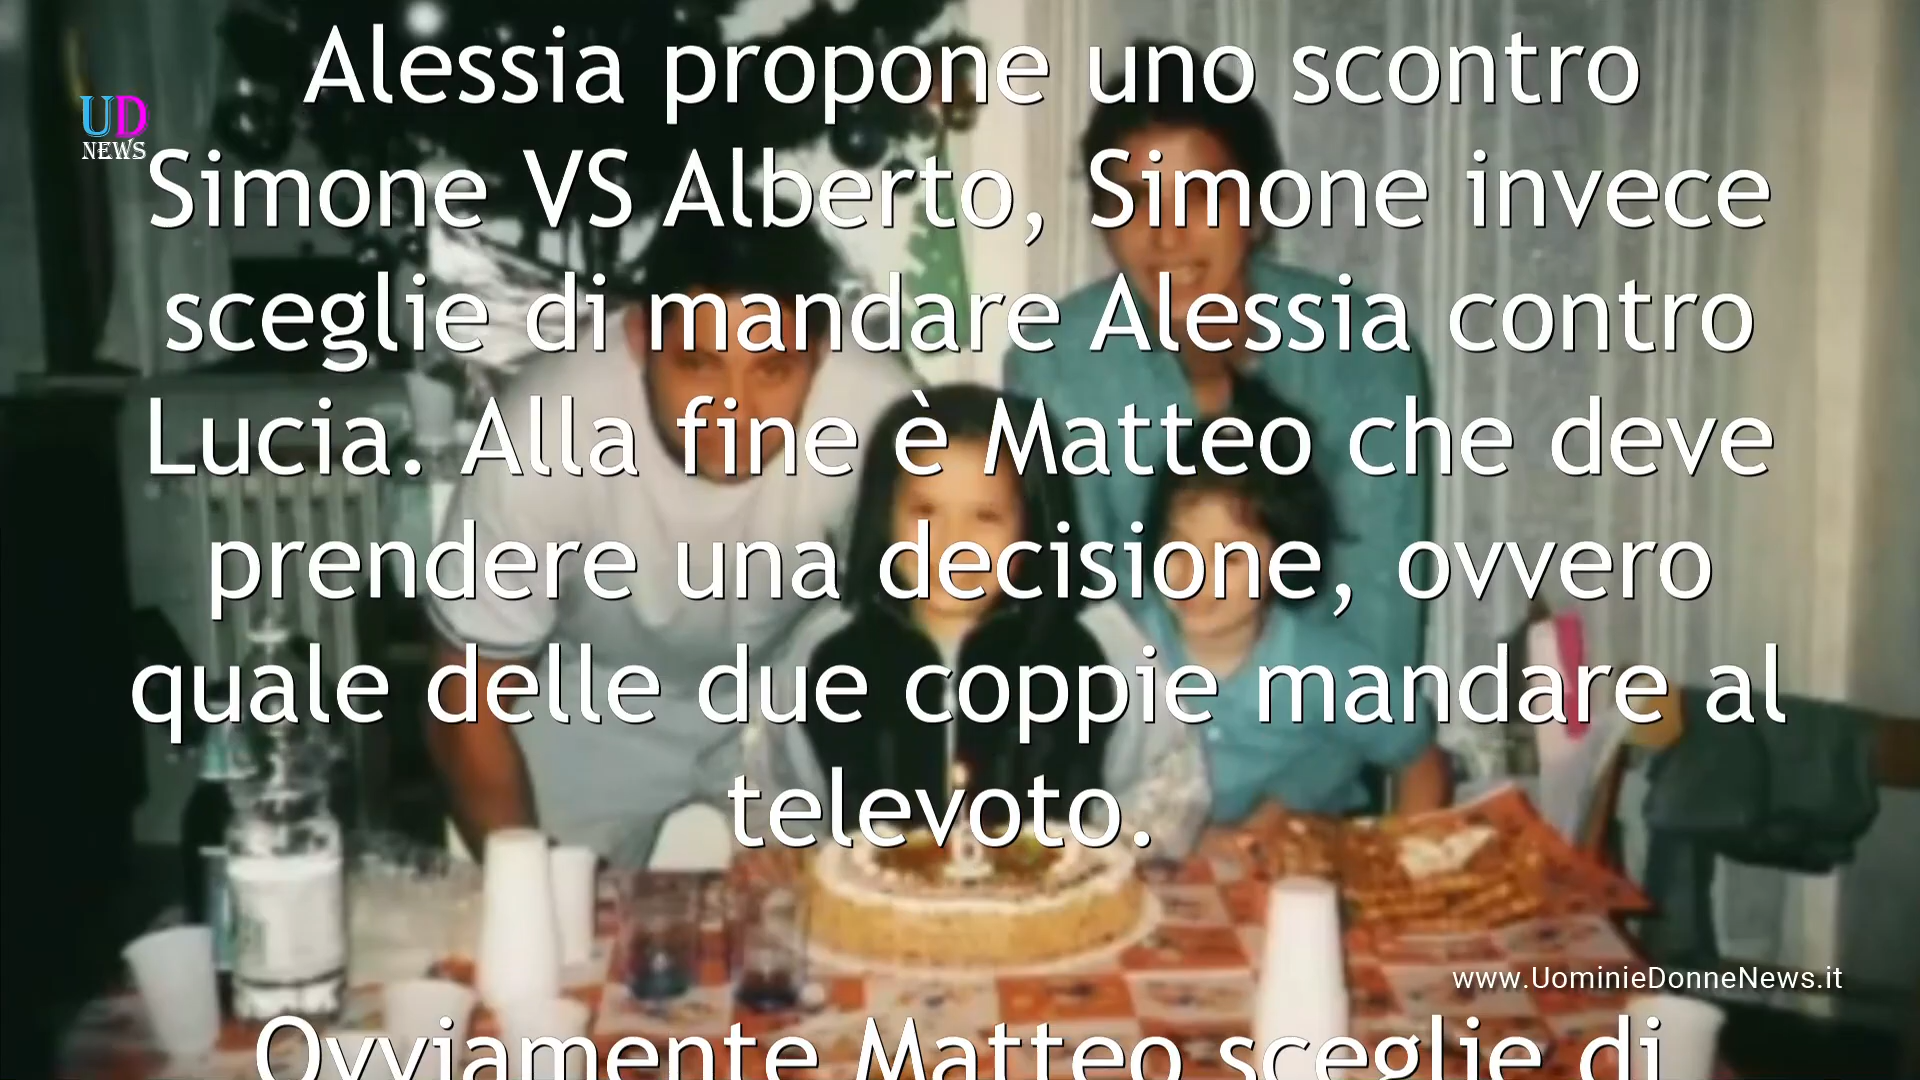 Alessia propone uno scontro
UD
NEWS
Simone VS Alberto, Simone invece
sceglie di mandare Alessia contro
Lucia. Alla fine è Matteo che deve
prendere una decisione, ovvero
quale delle due coppie mandare al
televoto.
www.UominieDonneNews.it
Ovviamente Matteo sceglie di